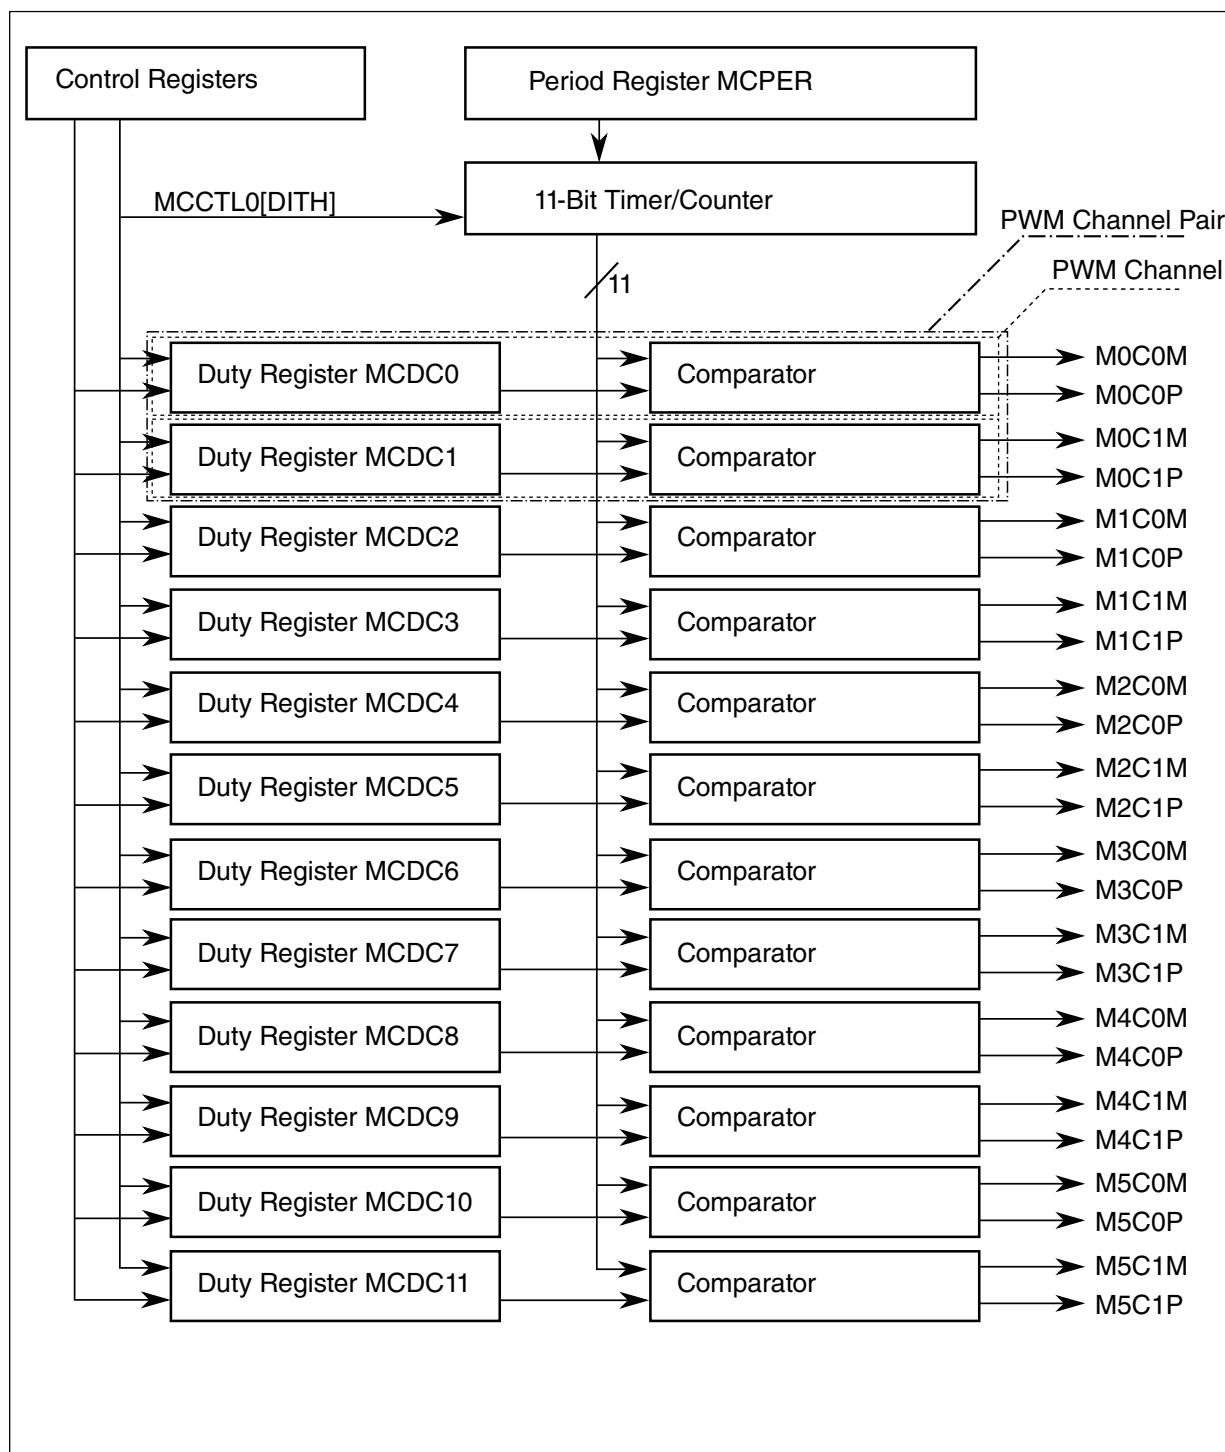 Control Registers
Period Register MCPER
MCCTL0[DITH]
11-Bit Timer/Counter
PWM Channel Pair
PWM Channel
11
Duty Register MCDC0
Comparator
M0C0M
M0C0P
Duty Register MCDC1
Comparator
M0C1M
M0C1P
Duty Register MCDC2
Comparator
M1C0M
M1C0P
Duty Register MCDC3
Comparator
M1C1M
M1C1P
Duty Register MCDC4
Comparator
M2C0M
M2C0P
Duty Register MCDC5
Comparator
M2C1M
M2C1P
Duty Register MCDC6
Comparator
M3C0M
M3C0P
Duty Register MCDC7
Comparator
M3C1M
M3C1P
Duty Register MCDC8
Comparator
M4C0M
M4C0P
Duty Register MCDC9
Comparator
M4C1M
M4C1P
Duty Register MCDC10
Comparator
M5C0M
M5C0P
Duty Register MCDC11
Comparator
M5C1M
M5C1P